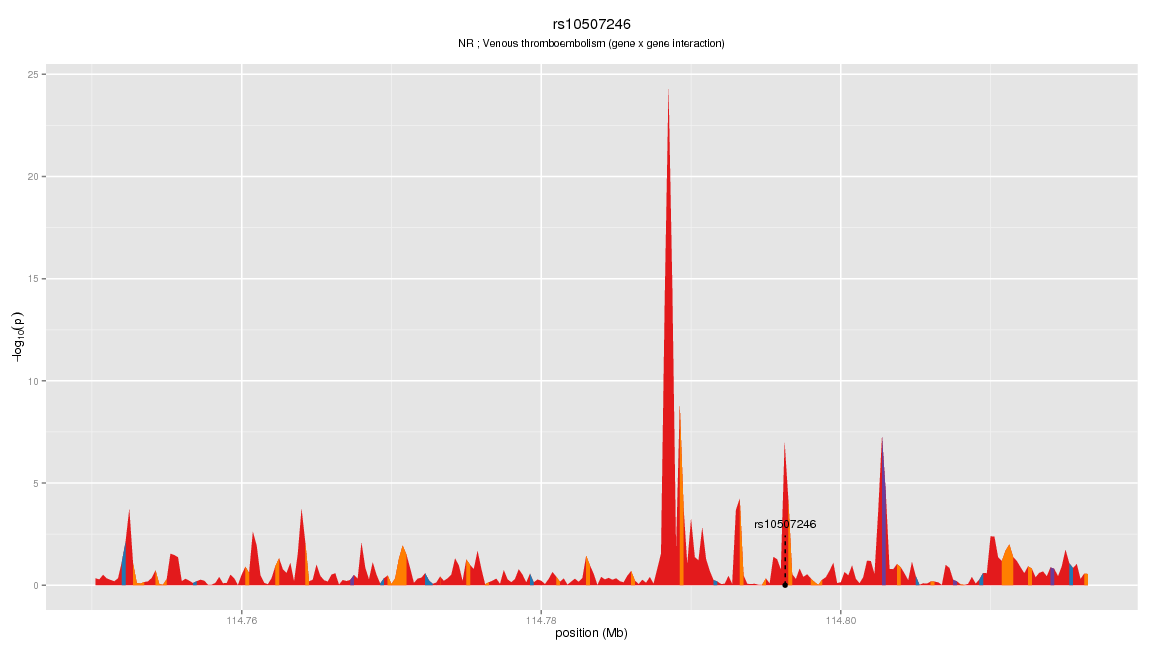 rs10507246
NR ; Venous thromboembolism (gene x gene interaction)
25
20
15
10
5
0
−log10(p)
rs10507246
114.76
114.78
114.80
position (Mb)